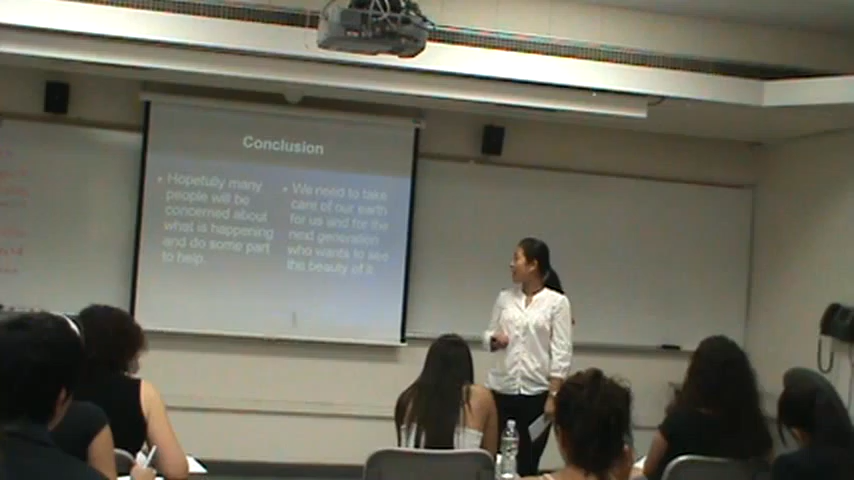 Conclusion
• Hopefully many
people will be
concerned about
what is happening
and do some part
to help.
• We need to take
care of our earth
for us and for the
next generation
who wants to see
the beauty of it.